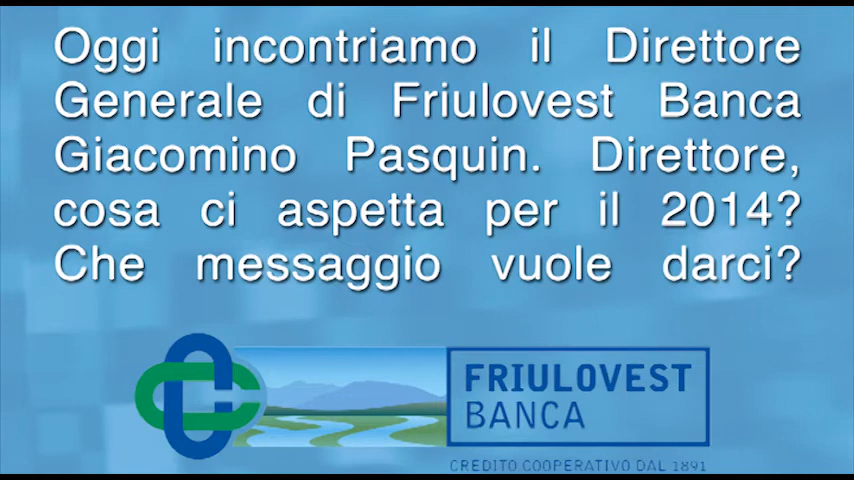 Oggi incontriamo il Direttore
Generale di Friulovest Banca
Giacomino Pasquin. Direttore,
cosa ci aspetta per il 2014?
Che messaggio vuole darci?
FRIULOVEST
BANCA
CREDITO COOPERATIVO DAL 1891